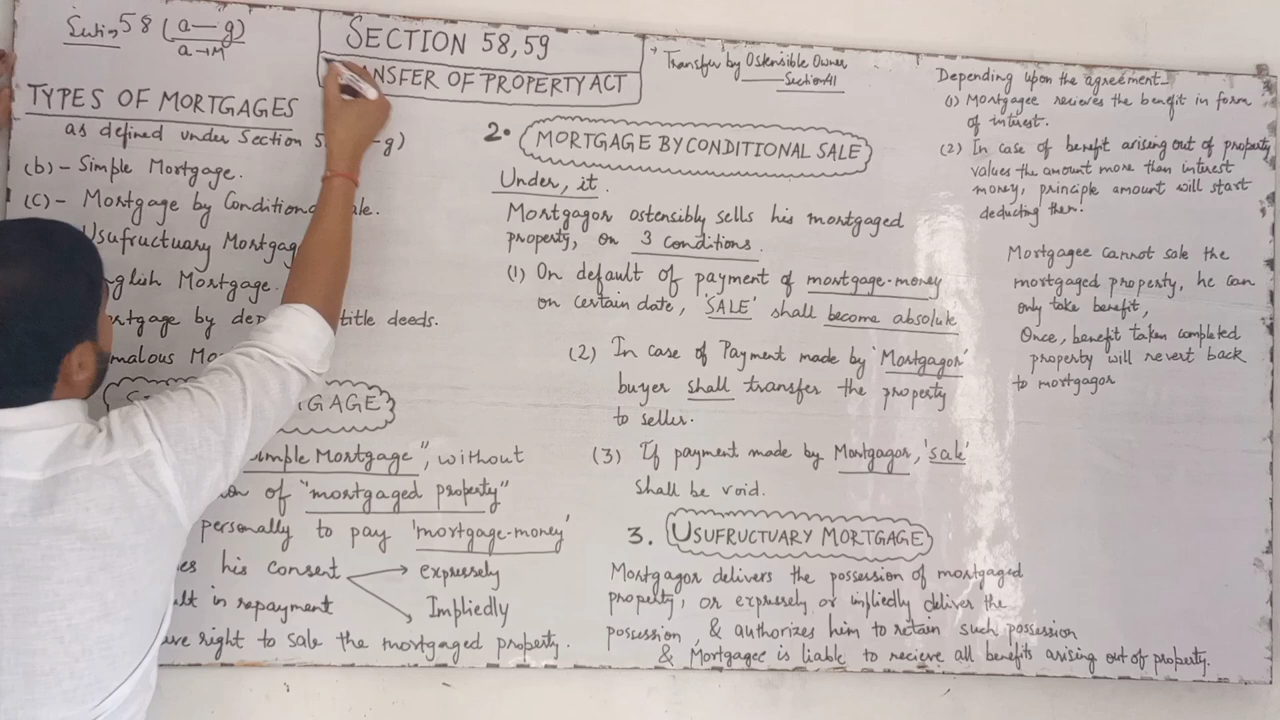 58 (a — g)
a → M
SECTION 58, 59
ANSFER OF PROPERTY ACT
TYPES OF MORTGAGES
as defined under Section 5 -g)
(b) - Simple Mortgage.
(C) - Mortgage by Condition ale.
Usufructuary Mortgag
glish Mortgage.
rtgage by dep title deeds.
malous Mo
S GAGE
"Simple Mortgage", without
on of "mortgaged property"
personally to pay 'mortgage-money'
es his consent expressely
Impliedly
ult in repayment
ave right to sale the mortgaged property.
Transfer by Ostensible Owner
Section 41
2. MORTGAGE BY CONDITIONAL SALE
Under, it.
Mortgagor ostensibly sells his mortgaged
property, on 3 conditions.
(1) On default of payment of mortgage-money
on certain date, 'SALE' shall become absolute
(2) In case of Payment made by 'Mortgagor'
buyer shall transfer the property
to seller.
(3) If payment made by Mortgagor, 'sale'
shall be void.
3. USUFRUCTUARY MORTGAGE
Mortgagor delivers the possession of mortgaged
property, or expressely or impliedly deliver the
possession, & authorizes him to retain such possession
& Mortgagee is liable to recieve all benefits arising out of property.
Depending upon the agreement-
(1) Mortgagee recieves the benefit in form
of interest.
(2) In case of benefit arising out of property
values the amount more than interest
money, principle amount will start
deducting then.
Mortgagee cannot sale the
mortgaged property, he can
only take benefit,
Once, benefit taken completed
property will revert back
to mortgagor